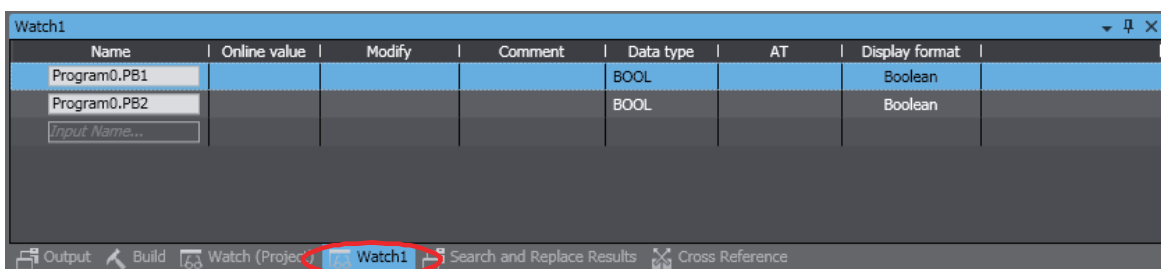 Watch1
Name Online value Modify Comment Data type AT Display format
Program0.PB1 BOOL Boolean
Program0.PB2 BOOL Boolean
Input Name...
Output Build Watch (Project) Watch1 Search and Replace Results Cross Reference